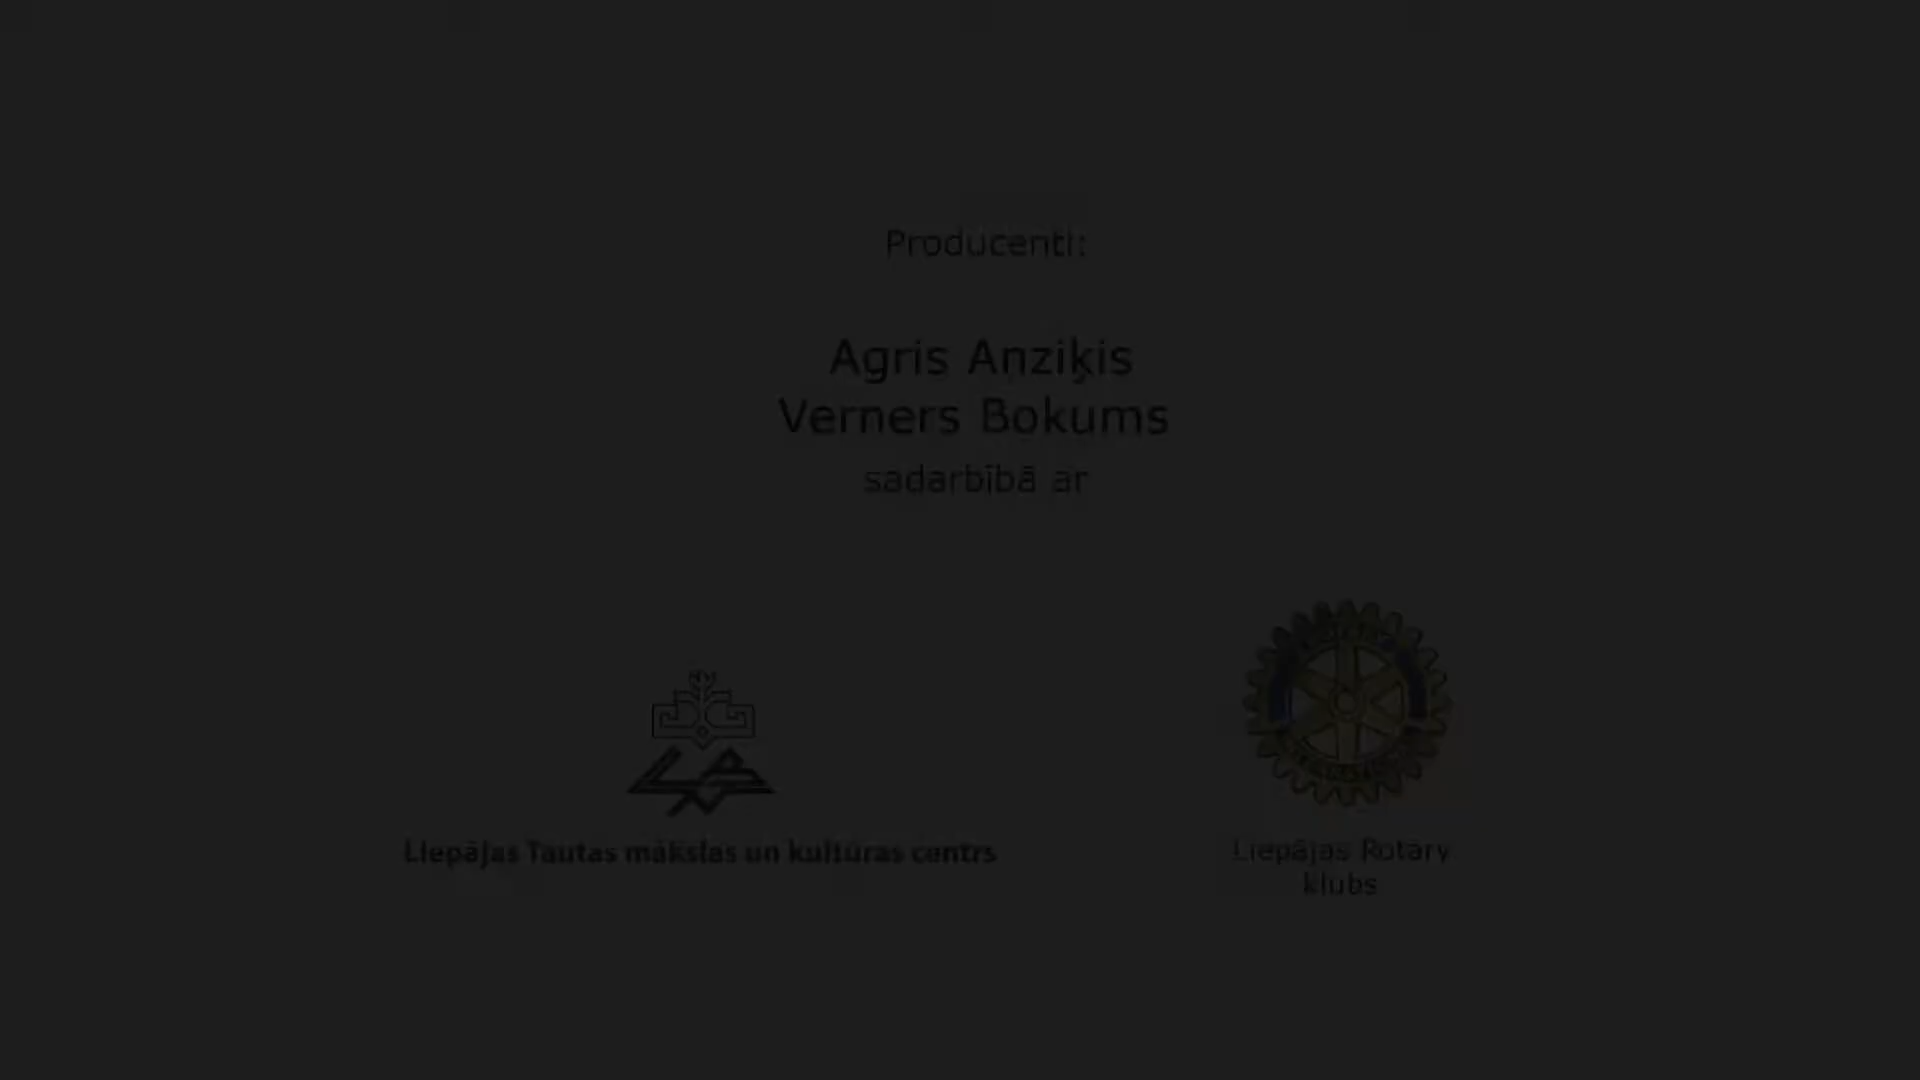 Producenti:
Agris Anziķis
Verners Bokums
sadarbībā ar
Liepājas Tautas mākslas un kultūras centrs
Liepājas Rotary
klubs